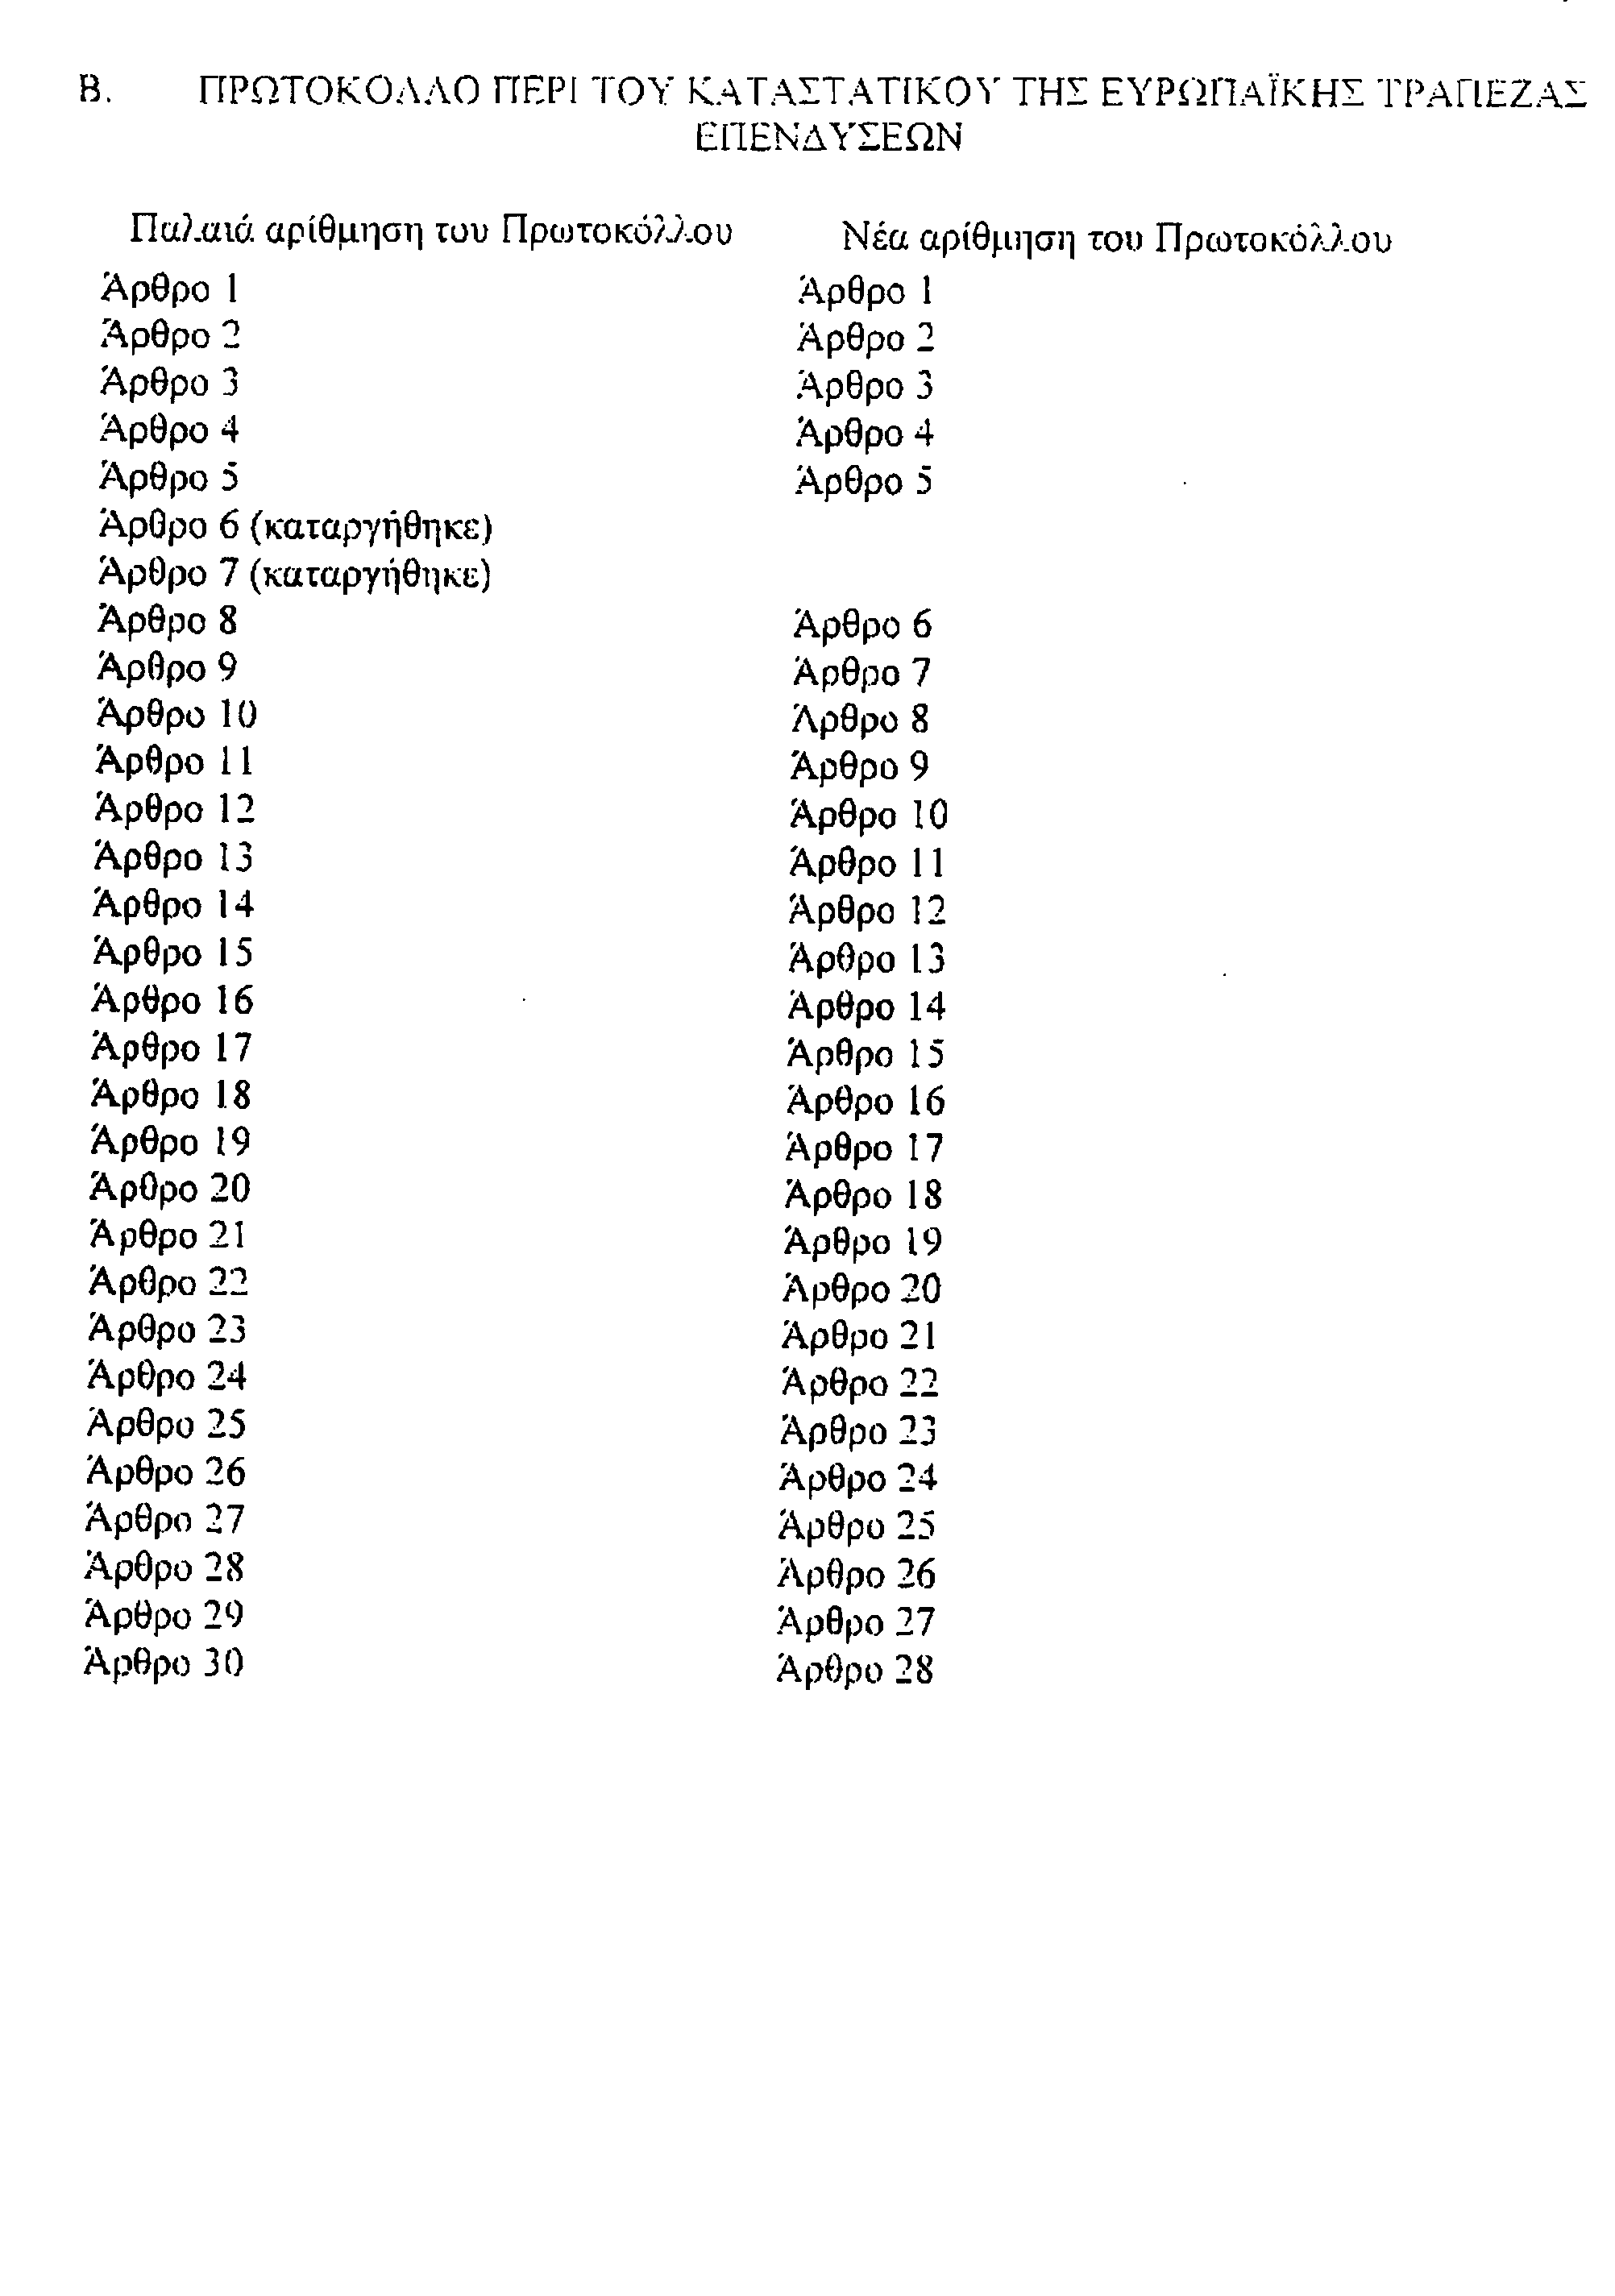 Β. ΠΡΩΤΟΚΟΛΛΟ ΠΕΡΙ ΤΟΥ ΚΑΤΑΣΤΑΤΙΚΟΥ ΤΗΣ ΕΥΡΩΠΑΪΚΗΣ ΤΡΑΠΕΖΑΣ
ΕΠΕΝΔΥΣΕΩΝ
Παλαιά αρίθμηση του Πρωτοκόλλου Νέα αρίθμηση του Πρωτοκόλλου
Άρθρο 1 Άρθρο 1
Άρθρο 2 Άρθρο 2
Άρθρο 3 Άρθρο 3
Άρθρο 4 Άρθρο 4
Άρθρο 5 Άρθρο 5
Άρθρο 6 (καταργήθηκε)
Άρθρο 7 (καταργήθηκε)
Άρθρο 8 Άρθρο 6
Άρθρο 9 Άρθρο 7
Άρθρο 10 Άρθρο 8
Άρθρο 11 Άρθρο 9
Άρθρο 12 Άρθρο 10
Άρθρο 13 Άρθρο 11
Άρθρο 14 Άρθρο 12
Άρθρο 15 Άρθρο 13
Άρθρο 16 Άρθρο 14
Άρθρο 17 Άρθρο 15
Άρθρο 18 Άρθρο 16
Άρθρο 19 Άρθρο 17
Άρθρο 20 Άρθρο 18
Άρθρο 21 Άρθρο 19
Άρθρο 22 Άρθρο 20
Άρθρο 23 Άρθρο 21
Άρθρο 24 Άρθρο 22
Άρθρο 25 Άρθρο 23
Άρθρο 26 Άρθρο 24
Άρθρο 27 Άρθρο 25
Άρθρο 28 Άρθρο 26
Άρθρο 29 Άρθρο 27
Άρθρο 30 Άρθρο 28